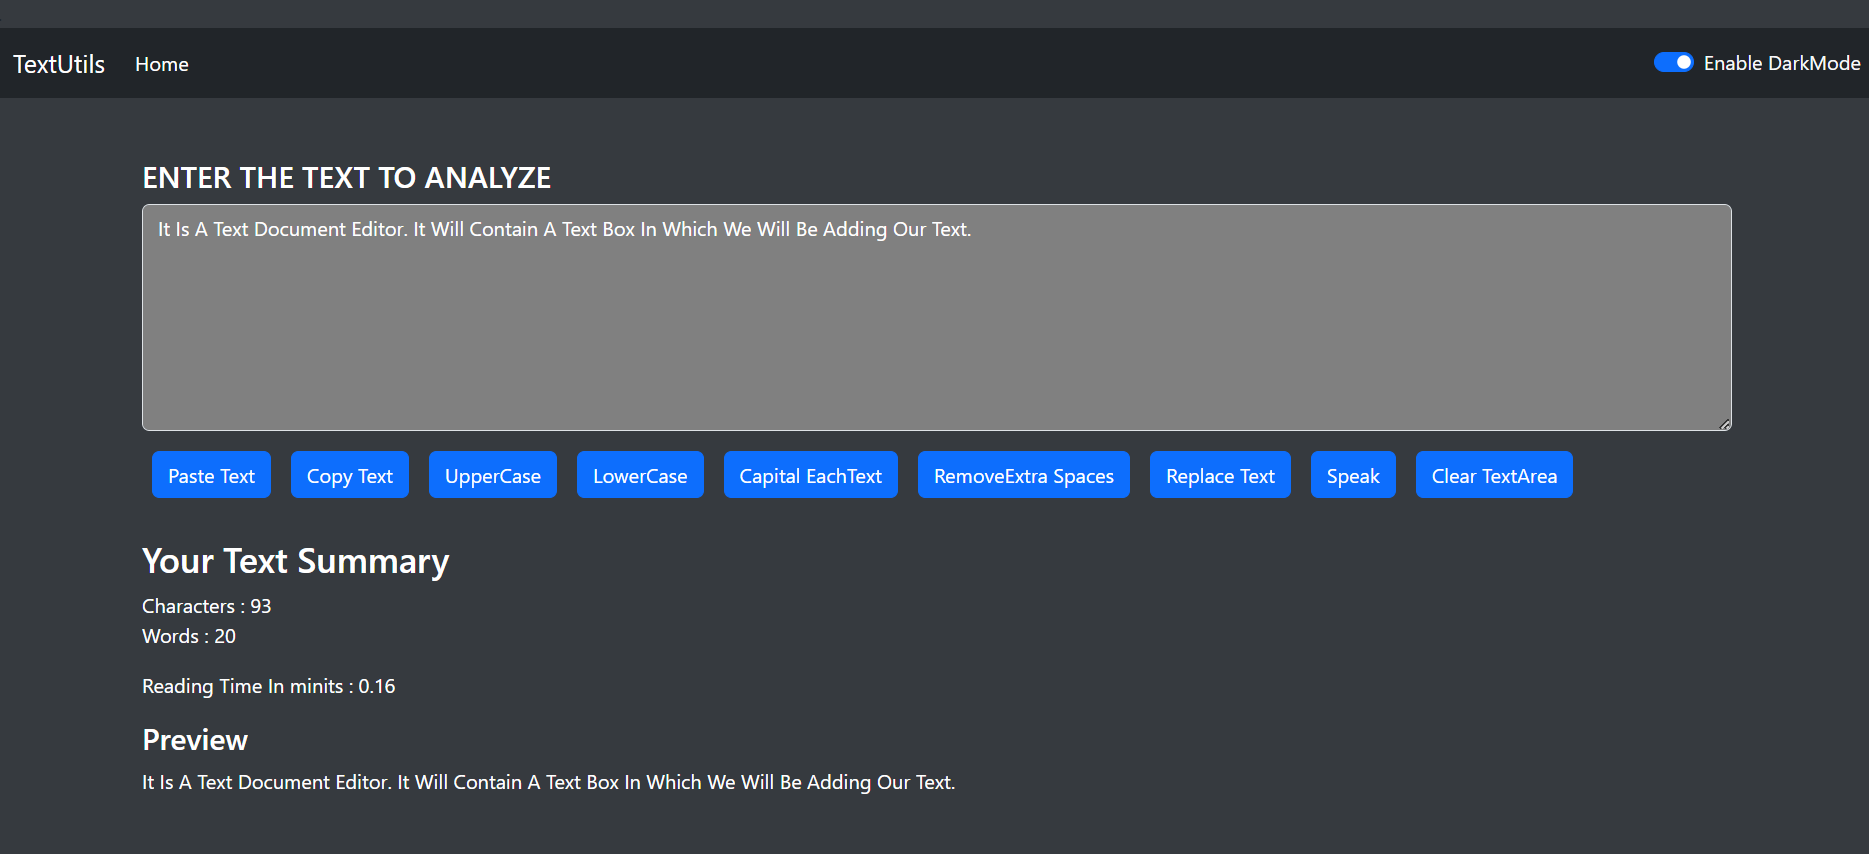 TextUtils Home Enable DarkMode
ENTER THE TEXT TO ANALYZE
It Is A Text Document Editor. It Will Contain A Text Box In Which We Will Be Adding Our Text.
Paste Text Copy Text UpperCase LowerCase Capital EachText RemoveExtra Spaces Replace Text Speak Clear TextArea
Your Text Summary
Characters : 93
Words : 20
Reading Time In minits : 0.16
Preview
It Is A Text Document Editor. It Will Contain A Text Box In Which We Will Be Adding Our Text.